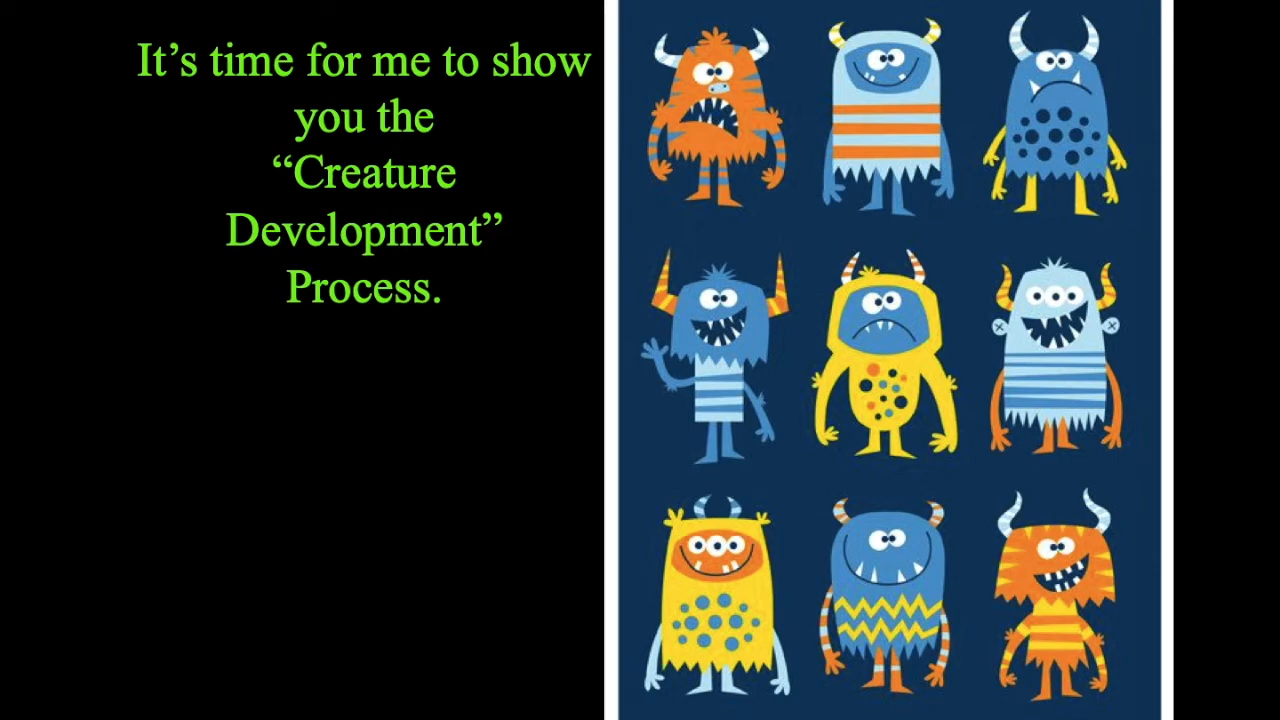 It’s time for me to show
you the
“Creature
Development”
Process.